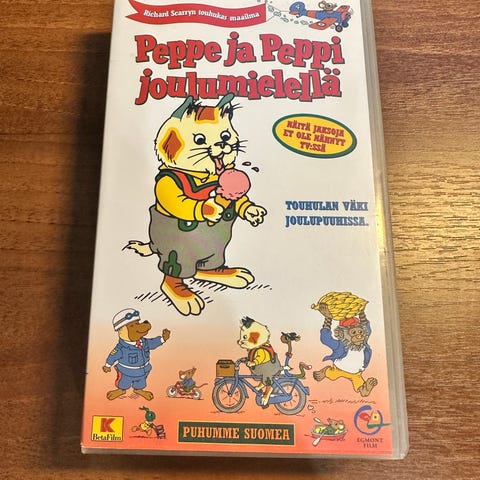 Richard Scarryn touhukas maailma
Peppe ja Peppi
joulumielellä
NÄITÄ JAKSOJA
ET OLE NÄHNYT
TV:SSÄ
TOUHULAN VÄKI
JOULUPUUHISSA.
K
BetaFilm
PUHUMME SUOMEA
EGMONT
FILM